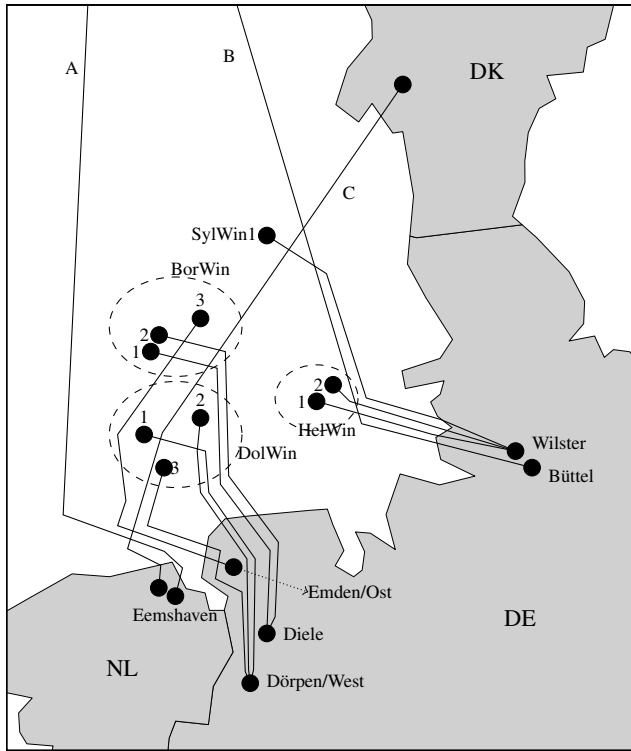 A
B
DK
C
SylWin1
BorWin
3
2
1
2
1
HelWin
1
2
DolWin
3
Wilster
Büttel
Emden/Ost
Eemshaven
Diele
DE
NL
Dörpen/West